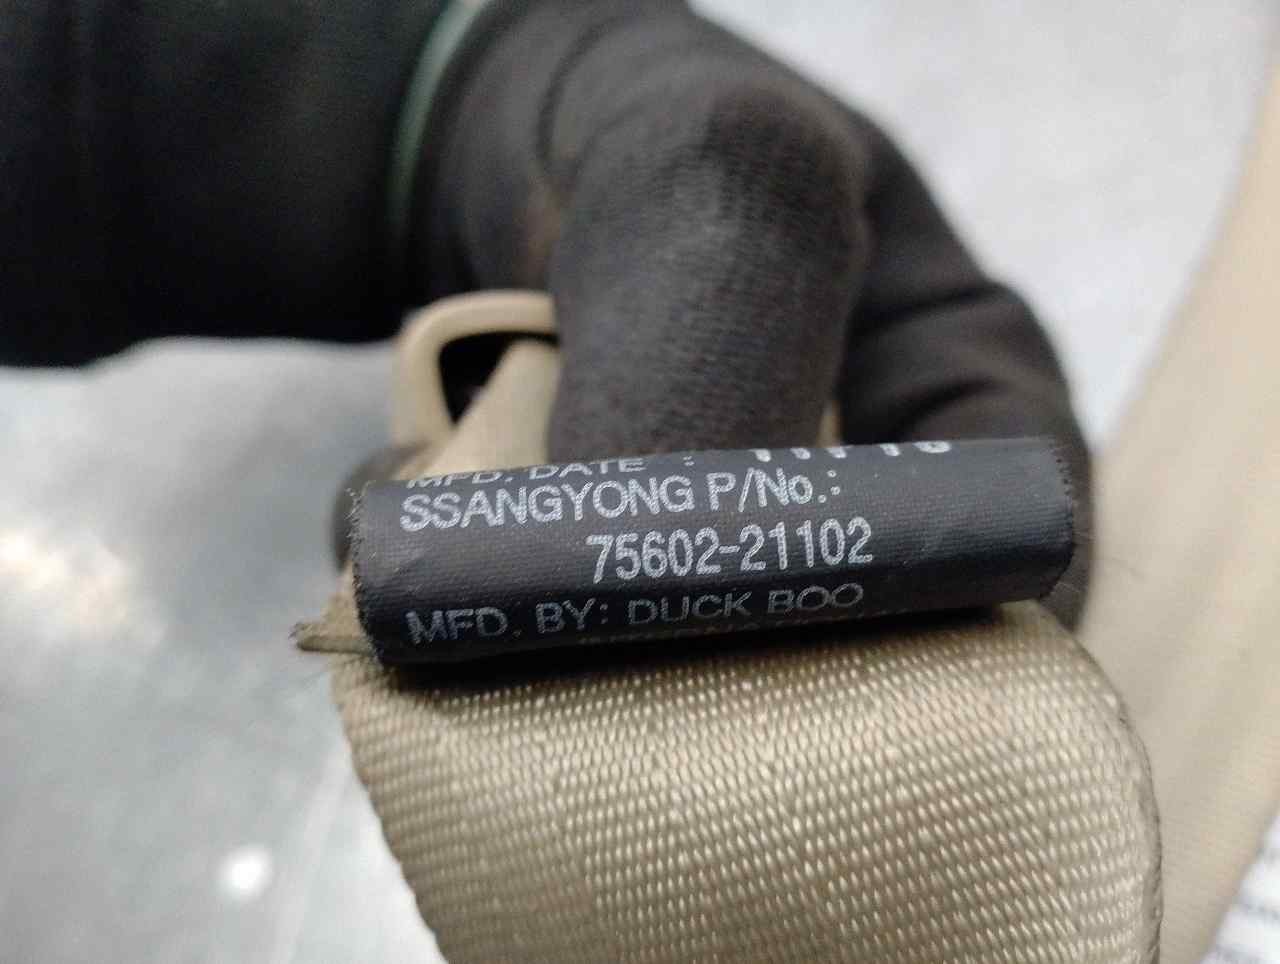 MFD. DATE :
SSANGYONG P/No.:
75602-21102
MFD. BY: DUCK BOO